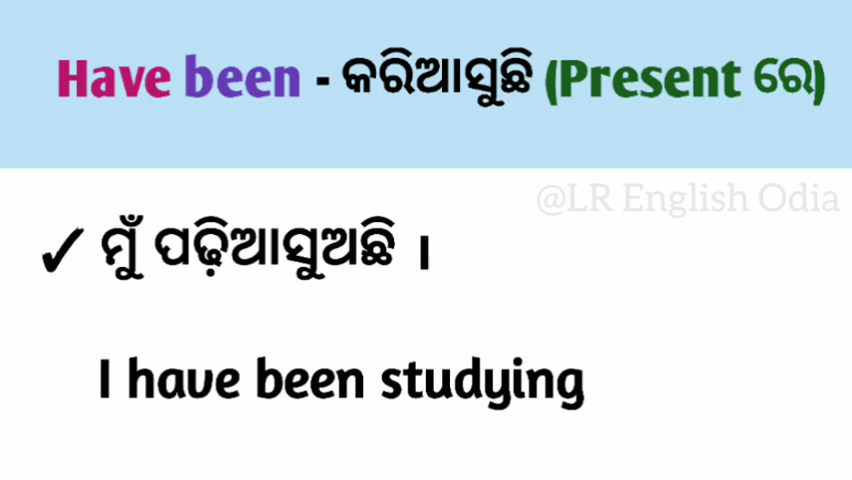 Have been - କରିଆସୁଛି (Present ରେ)
@LR English Odia
✓ ମୁଁ ପଢ଼ିଆସୁଅଛି ।
I have been studying